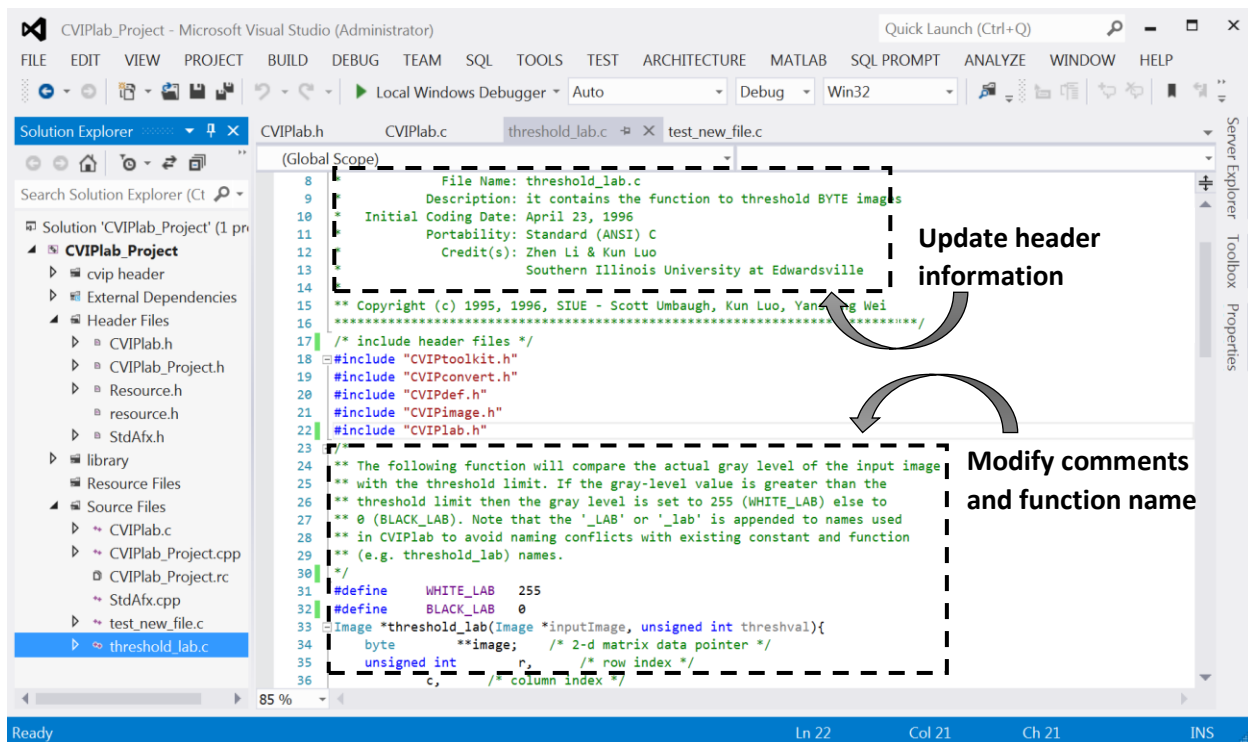 CVIPlab_Project - Microsoft Visual Studio (Administrator)
Quick Launch (Ctrl+Q)
FILE EDIT VIEW PROJECT BUILD DEBUG TEAM SQL TOOLS TEST ARCHITECTURE MATLAB SQL PROMPT ANALYZE WINDOW HELP
Local Windows Debugger Auto Debug Win32
Solution Explorer
Search Solution Explorer (Ct
Solution 'CVIPlab_Project' (1 pr
CVIPlab_Project
cvip header
External Dependencies
Header Files
CVIPlab.h
CVIPlab_Project.h
Resource.h
resource.h
StdAfx.h
library
Resource Files
Source Files
CVIPlab.c
CVIPlab_Project.cpp
CVIPlab_Project.rc
StdAfx.cpp
test_new_file.c
threshold_lab.c
CVIPlab.h CVIPlab.c threshold_lab.c test_new_file.c
(Global Scope)
8 * File Name: threshold_lab.c
9 * Description: it contains the function to threshold BYTE images
10 * Initial Coding Date: April 23, 1996
11 * Portability: Standard (ANSI) C
12 * Credit(s): Zhen Li & Kun Luo
13 * Southern Illinois University at Edwardsville
14 *
15 ** Copyright (c) 1995, 1996, SIUE - Scott Umbaugh, Kun Luo, Wei
16 ****************************************************************************/
17 /* include header files */
18 #include "CVIPtoolkit.h"
19 #include "CVIPconvert.h"
20 #include "CVIPdef.h"
21 #include "CVIPimage.h"
22 #include "CVIPlab.h"
23 /*
24 ** The following function will compare the actual gray level of the input image
25 ** with the threshold limit. If the gray-level value is greater than the
26 ** threshold limit then the gray level is set to 255 (WHITE_LAB) else to
27 ** 0 (BLACK_LAB). Note that the '_LAB' or '_lab' is appended to names used
28 ** in CVIPlab to avoid naming conflicts with existing constant and function
29 ** (e.g. threshold_lab) names.
30 */
31 #define WHITE_LAB 255
32 #define BLACK_LAB 0
33 Image *threshold_lab(Image *inputImage, unsigned int threshval){
34 byte **image; /* 2-d matrix data pointer */
35 unsigned int r, /* row index */
36 c, /* column index */
85 %
Update header
information
Modify comments
and function name
Server Explorer
Toolbox
Properties
Ready
Ln 22 Col 21 Ch 21 INS